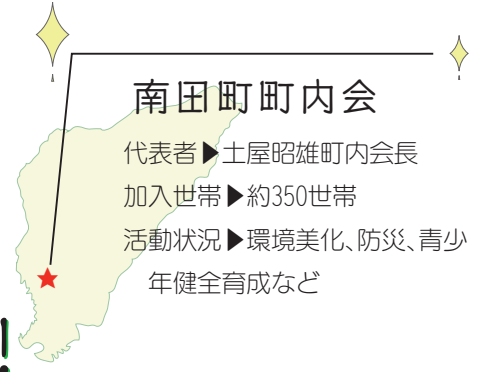 南田町町内会
代表者▶土屋昭雄町内会長
加入世帯▶約350世帯
活動状況▶環境美化、防災、青少
年健全育成など